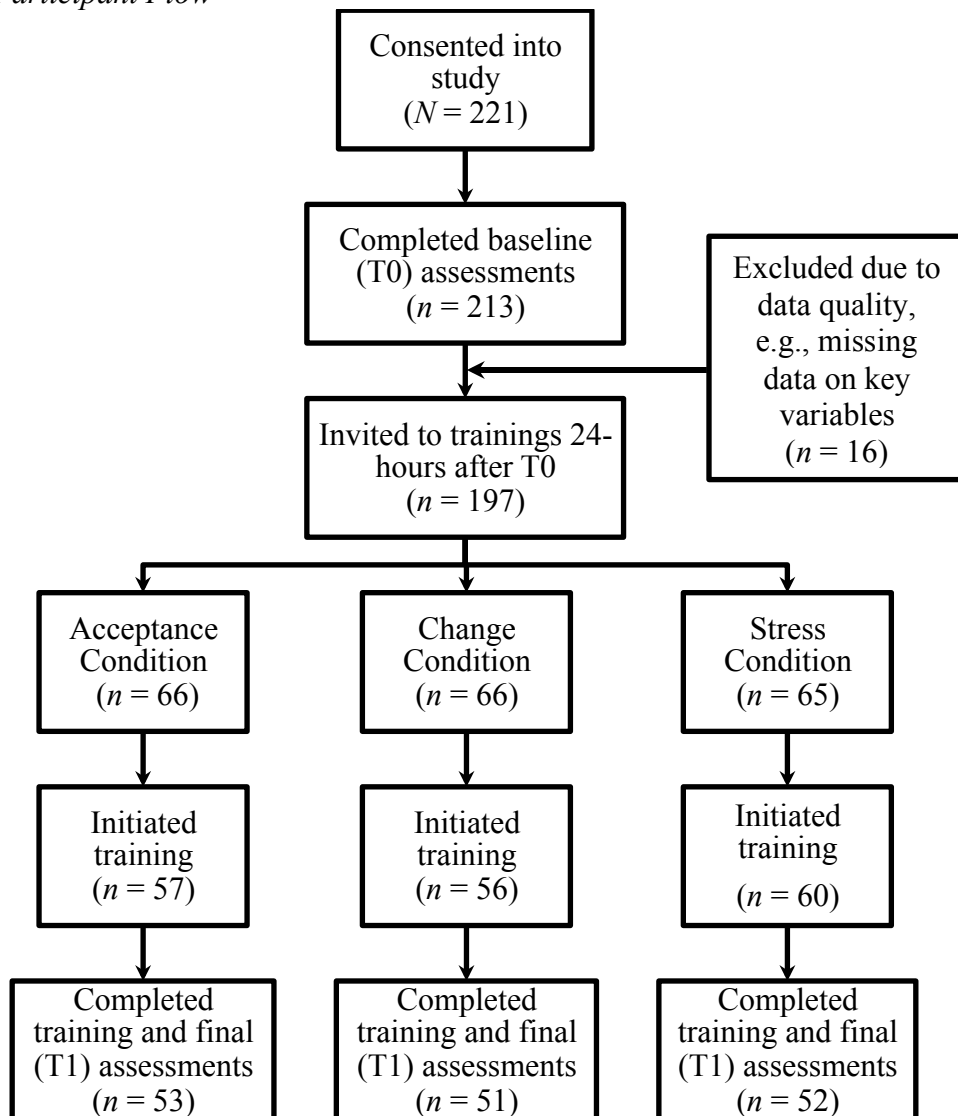 Participant Flow
Consented into
study
(N = 221)
Completed baseline
(T0) assessments
(n = 213)
Excluded due to
data quality,
e.g., missing
data on key
variables
(n = 16)
Invited to trainings 24-
hours after T0
(n = 197)
Acceptance
Condition
(n = 66)
Change
Condition
(n = 66)
Stress
Condition
(n = 65)
Initiated
training
(n = 57)
Initiated
training
(n = 56)
Initiated
training
(n = 60)
Completed
training and final
(T1) assessments
(n = 53)
Completed
training and final
(T1) assessments
(n = 51)
Completed
training and final
(T1) assessments
(n = 52)